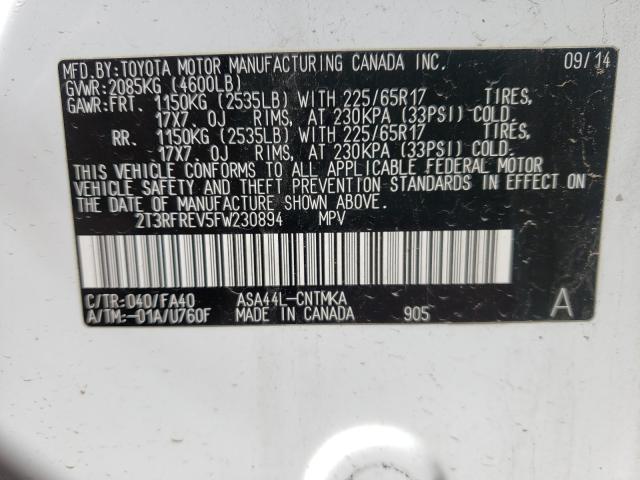 MFD.BY:TOYOTA MOTOR MANUFACTURING CANADA INC. 09/14
GVWR:2085KG (4600LB)
GAWR:FRT. 1150KG (2535LB) WITH 225/65R17 TIRES,
17X7.0J RIMS, AT 230KPA (33PSI) COLD.
RR. 1150KG (2535LB) WITH 225/65R17 TIRES,
17X7.0J RIMS, AT 230KPA (33PSI) COLD.
THIS VEHICLE CONFORMS TO ALL APPLICABLE FEDERAL MOTOR
VEHICLE SAFETY AND THEFT PREVENTION STANDARDS IN EFFECT ON
THE DATE OF MANUFACTURE SHOWN ABOVE.
2T3RFREV5FW230894 MPV
C/TR:040/FA40 ASA44L-CNTMKA A
A/TM:-01A/U760F MADE IN CANADA 905